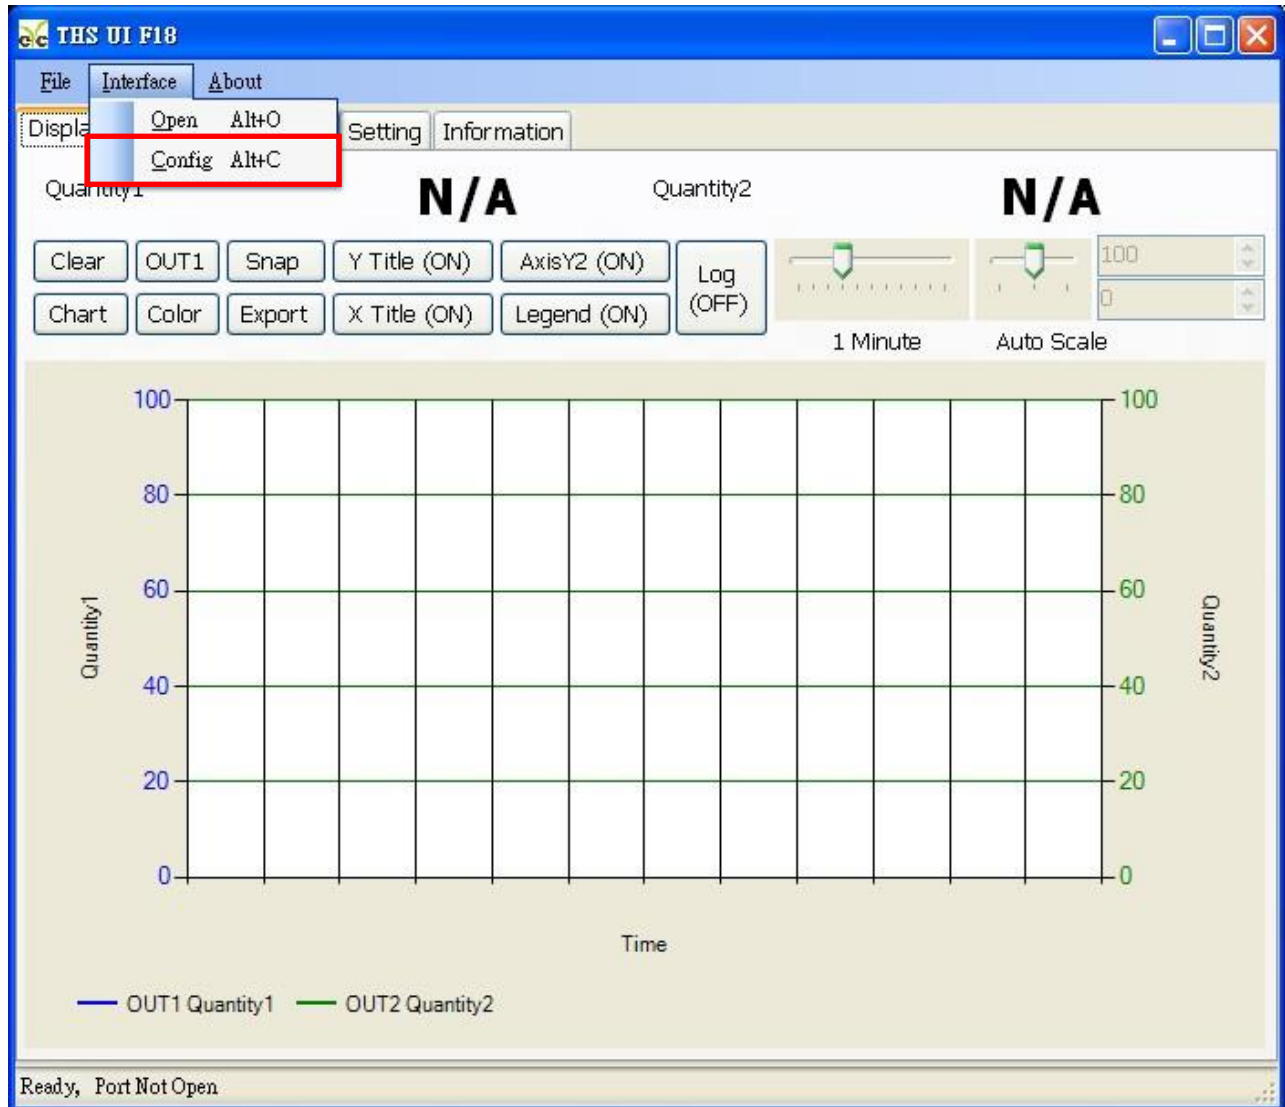 THS UI F18
File Interface About
Open Alt+O
Config Alt+C
Setting Information
Quantity1 N/A Quantity2 N/A
Clear OUT1 Snap Y Title (ON) AxisY2 (ON) Log (OFF) 100
Chart Color Export X Title (ON) Legend (ON) 0
1 Minute Auto Scale
100 100
80 80
60 60
Quantity1 Quantity2
40 40
20 20
0 0
Time
OUT1 Quantity1 OUT2 Quantity2
Ready, Port Not Open